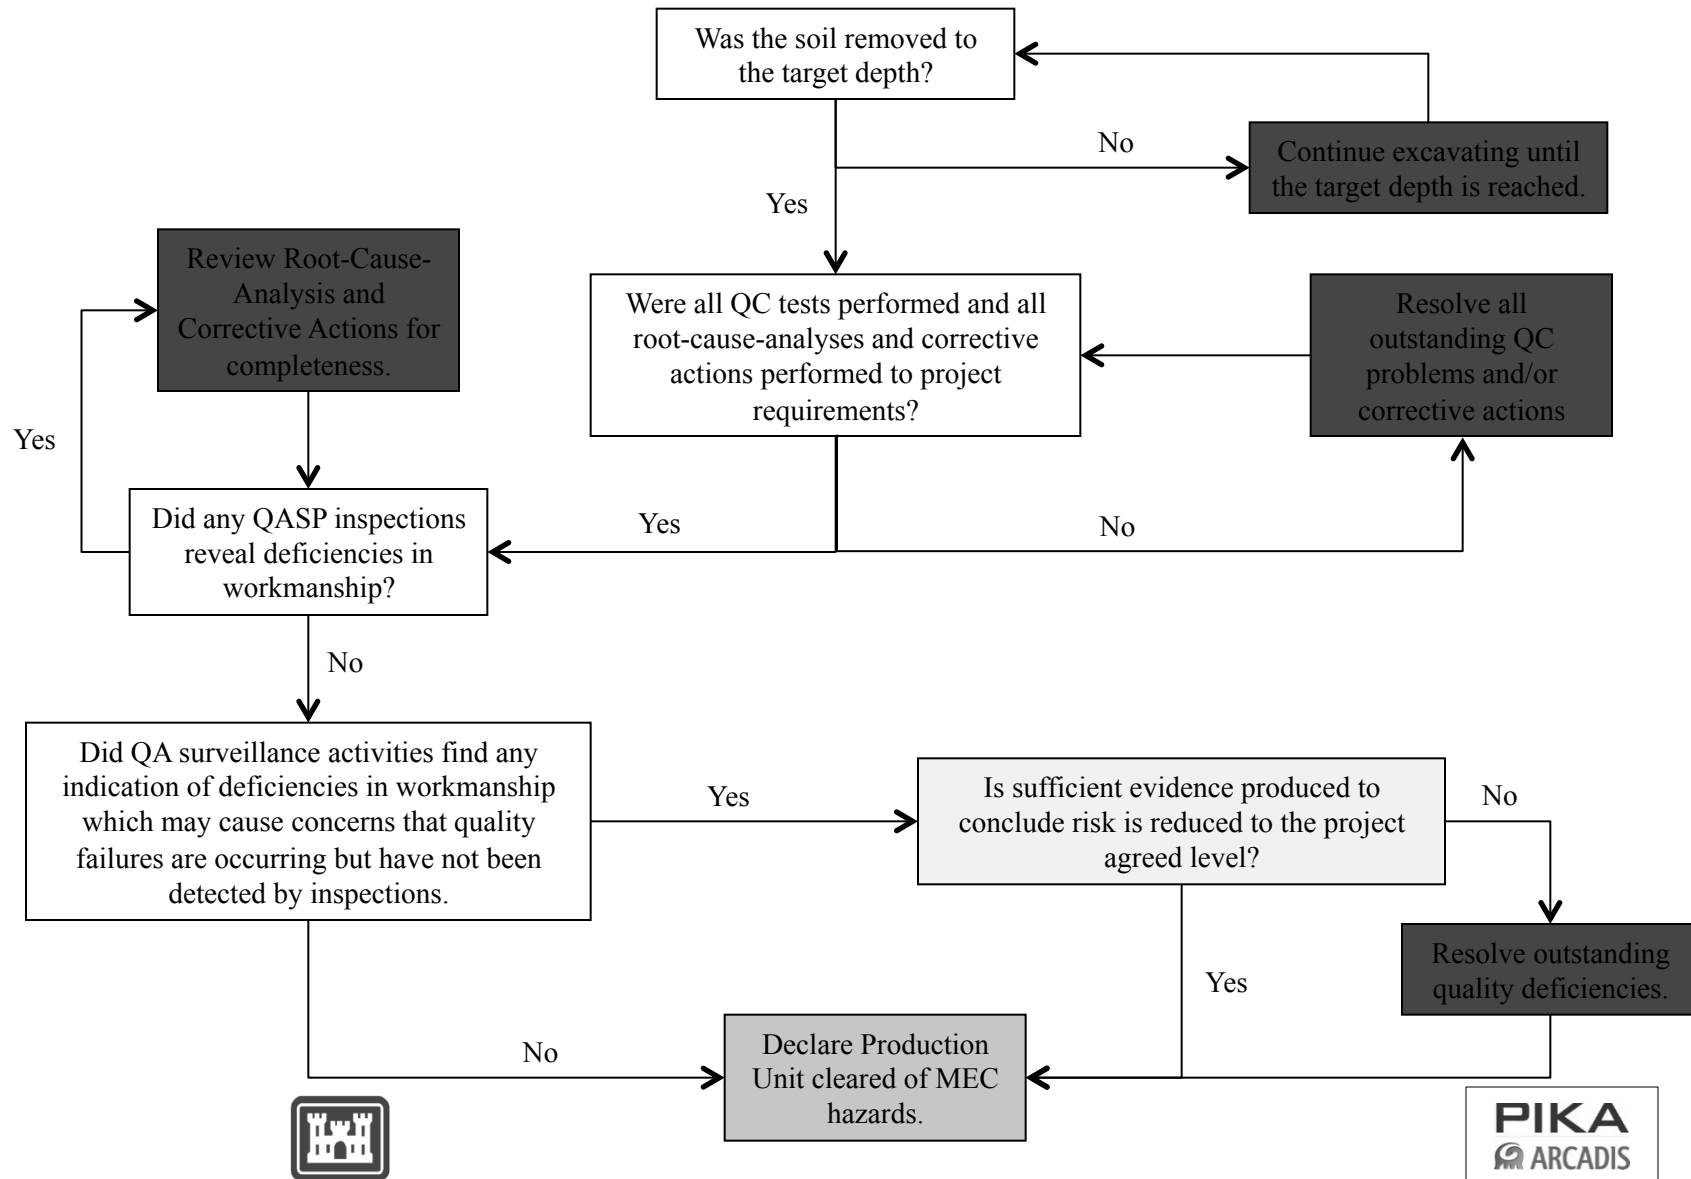 Was the soil removed to
the target depth?
No
Continue excavating until
the target depth is reached.
Yes
Review Root-Cause-
Analysis and
Corrective Actions for
completeness.
Were all QC tests performed and all
root-cause-analyses and corrective
actions performed to project
requirements?
Resolve all
outstanding QC
problems and/or
corrective actions
Yes
Did any QASP inspections
reveal deficiencies in
workmanship?
Yes
No
No
Did QA surveillance activities find any
indication of deficiencies in workmanship
which may cause concerns that quality
failures are occurring but have not been
detected by inspections.
Yes
Is sufficient evidence produced to
conclude risk is reduced to the project
agreed level?
No
Resolve outstanding
quality deficiencies.
Yes
No
Declare Production
Unit cleared of MEC
hazards.
PIKA
ARCADIS